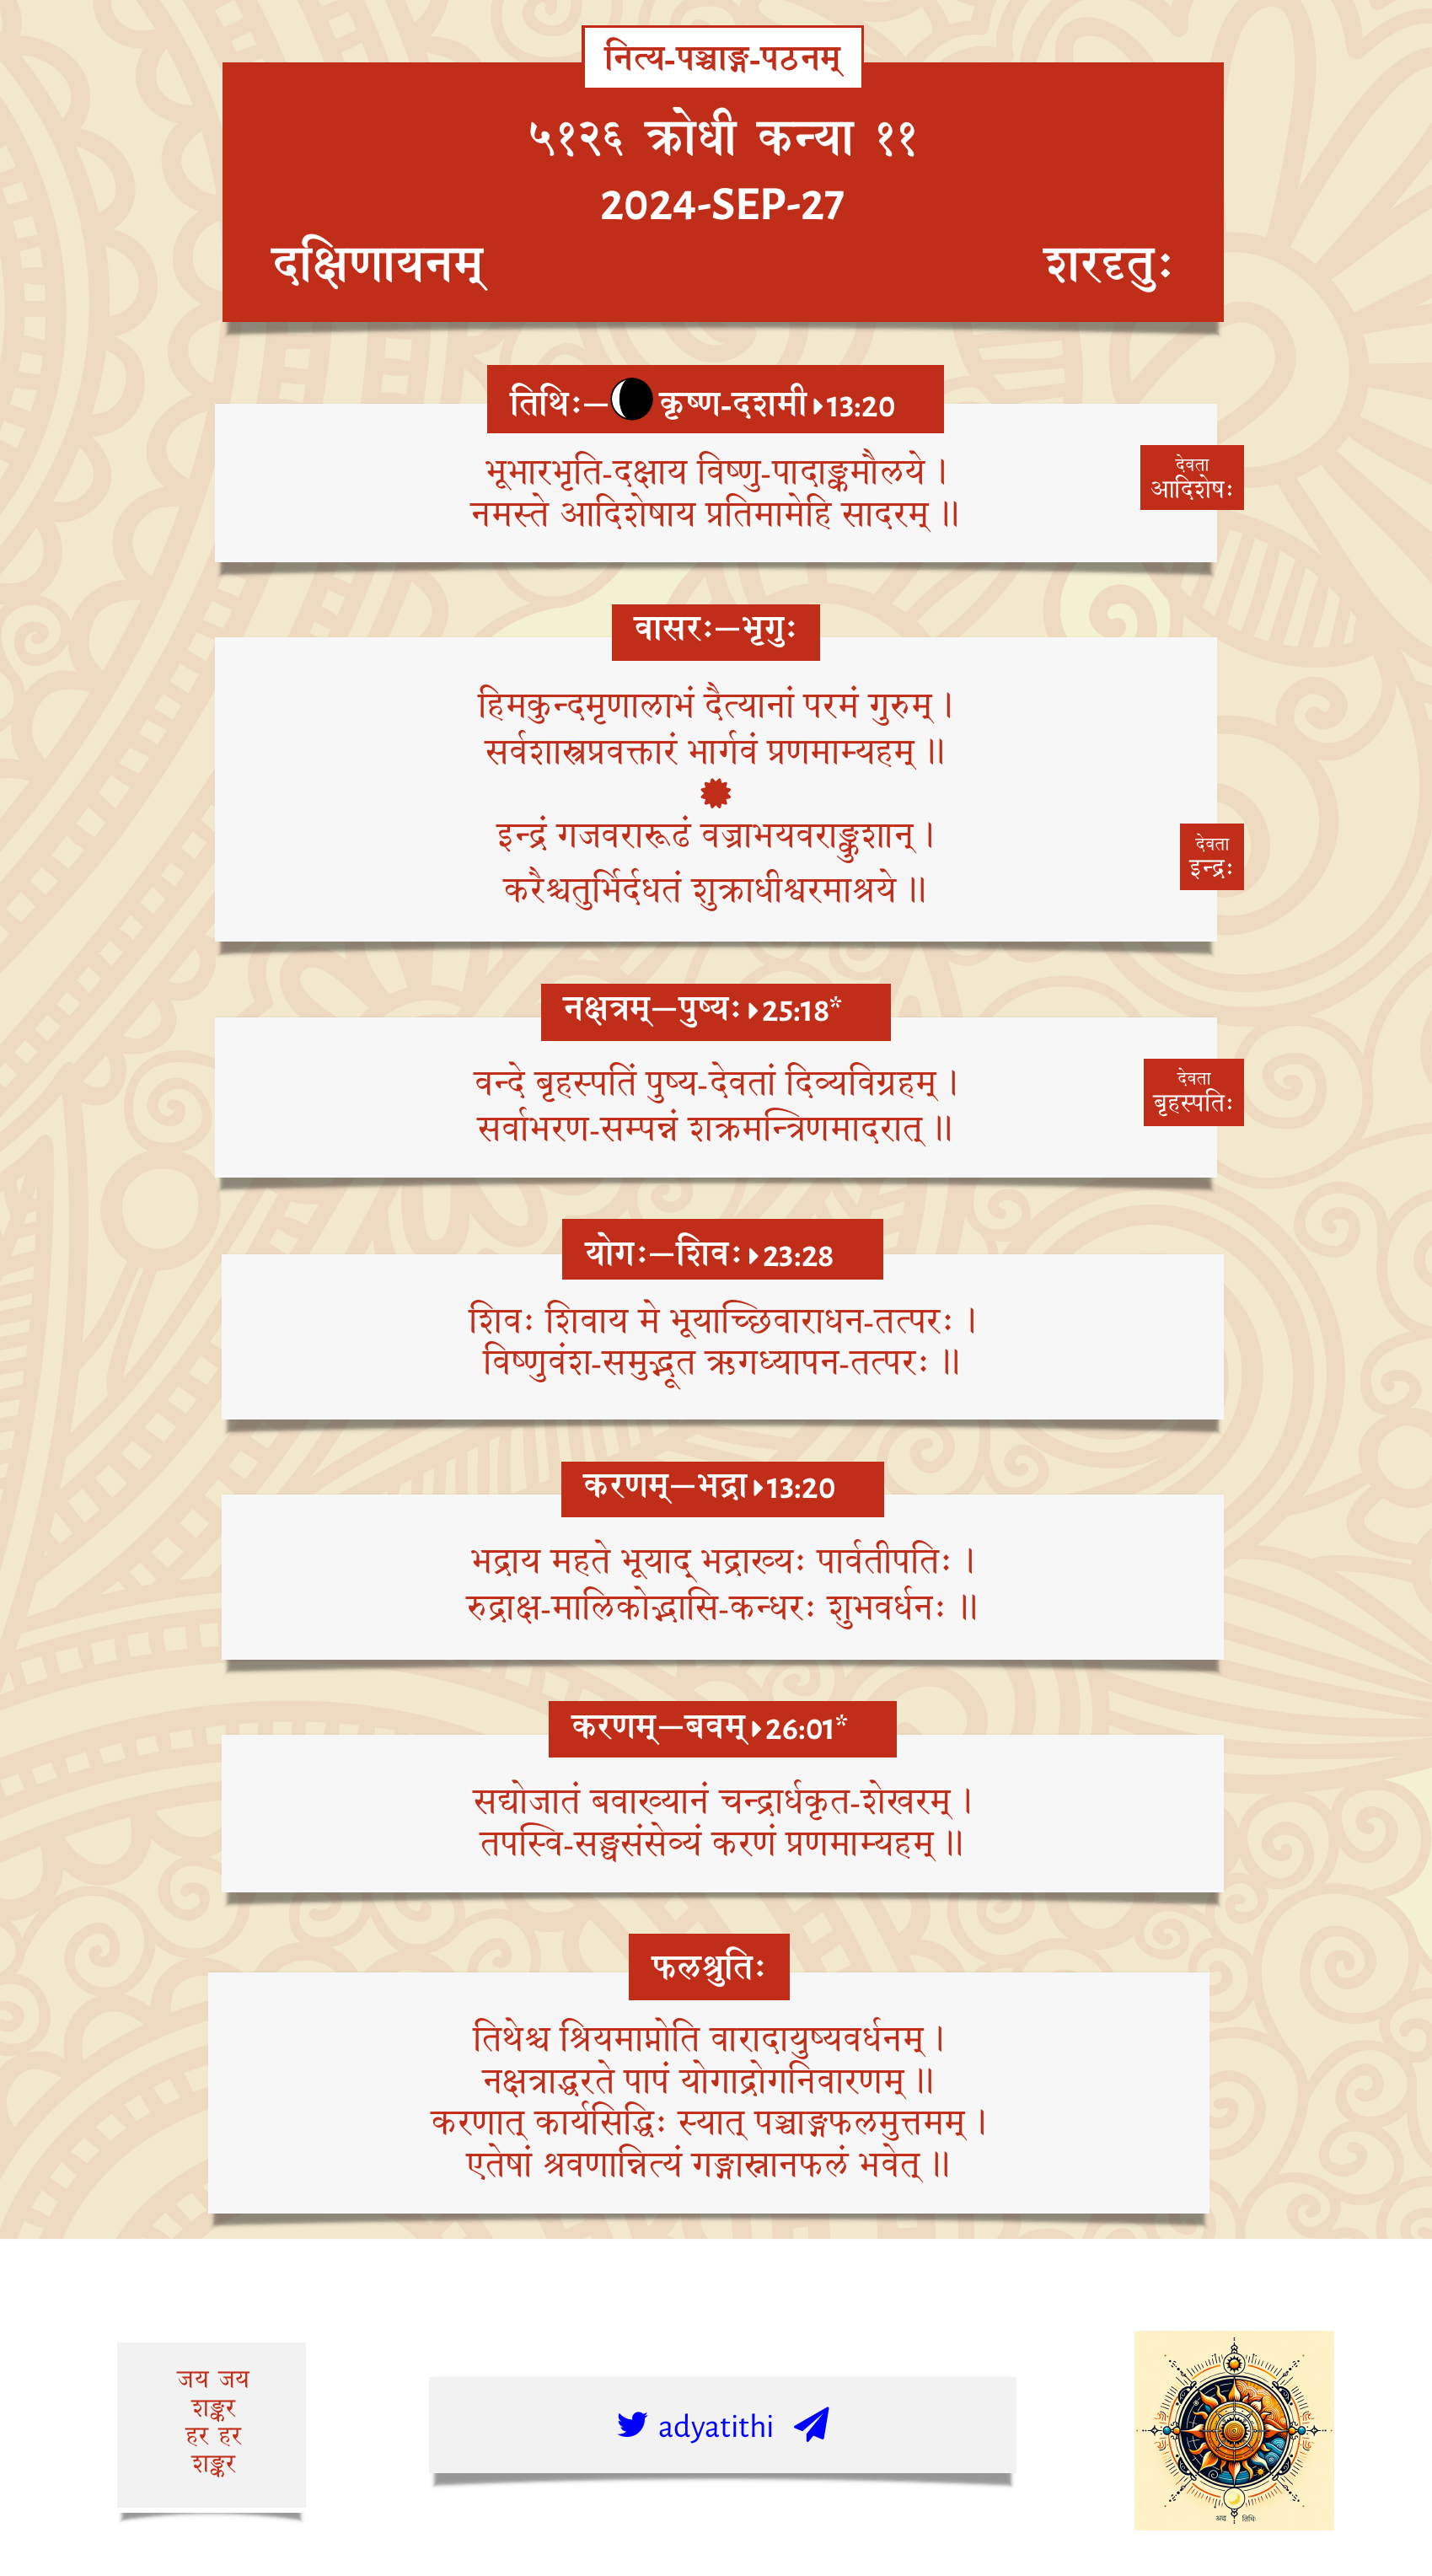 नित्य-पञ्चाङ्ग-पठनम्
५१२६ क्रोधी कन्या ११
2024-SEP-27
दक्षिणायनम्
शरदृतुः
तिथिः—कृष्ण-दशमी 13:20
भूभारभृति-दक्षाय विष्णु-पादाङ्कमौलये ।
नमस्ते आदिशेषाय प्रतिमामेहि सादरम् ॥
देवता
आदिशेषः
वासरः—भृगुः
हिमकुन्दमृणालाभं दैत्यानां परमं गुरुम् ।
सर्वशास्त्रप्रवक्तारं भार्गवं प्रणमाम्यहम् ॥
इन्द्रं गजवरारूढं वज्राभयवराङ्कुशान् ।
करैश्चतुर्भिर्दधतं शुक्राधीश्वरमाश्रये ॥
देवता
इन्द्रः
नक्षत्रम्—पुष्यः 25:18*
वन्दे बृहस्पतिं पुष्य-देवतां दिव्यविग्रहम् ।
सर्वाभरण-सम्पन्नं शक्रमन्त्रिणमादरात् ॥
देवता
बृहस्पतिः
योगः—शिवः 23:28
शिवः शिवाय मे भूयाच्छिवाराधन-तत्परः ।
विष्णुवंश-समुद्भूत ऋगध्यापन-तत्परः ॥
करणम्—भद्रा 13:20
भद्राय महते भूयाद् भद्राख्यः पार्वतीपतिः ।
रुद्राक्ष-मालिकोद्भासि-कन्धरः शुभवर्धनः ॥
करणम्—बवम् 26:01*
सद्योजातं बवाख्यानं चन्द्रार्धकृत-शेखरम् ।
तपस्वि-सङ्घसंसेव्यं करणं प्रणमाम्यहम् ॥
फलश्रुतिः
तिथेश्च श्रियमाप्नोति वारादायुष्यवर्धनम् ।
नक्षत्राद्धरते पापं योगाद्रोगनिवारणम् ॥
करणात् कार्यसिद्धिः स्यात् पञ्चाङ्गफलमुत्तमम् ।
एतेषां श्रवणान्नित्यं गङ्गास्नानफलं भवेत् ॥
जय जय
शङ्कर
हर हर
शङ्कर
adyatithi
अद्य तिथिः